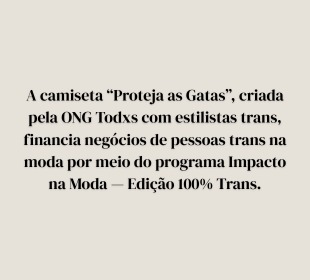 A camiseta “Proteja as Gatas”, criada
pela ONG Todxs com estilistas trans,
financia negócios de pessoas trans na
moda por meio do programa Impacto
na Moda — Edição 100% Trans.